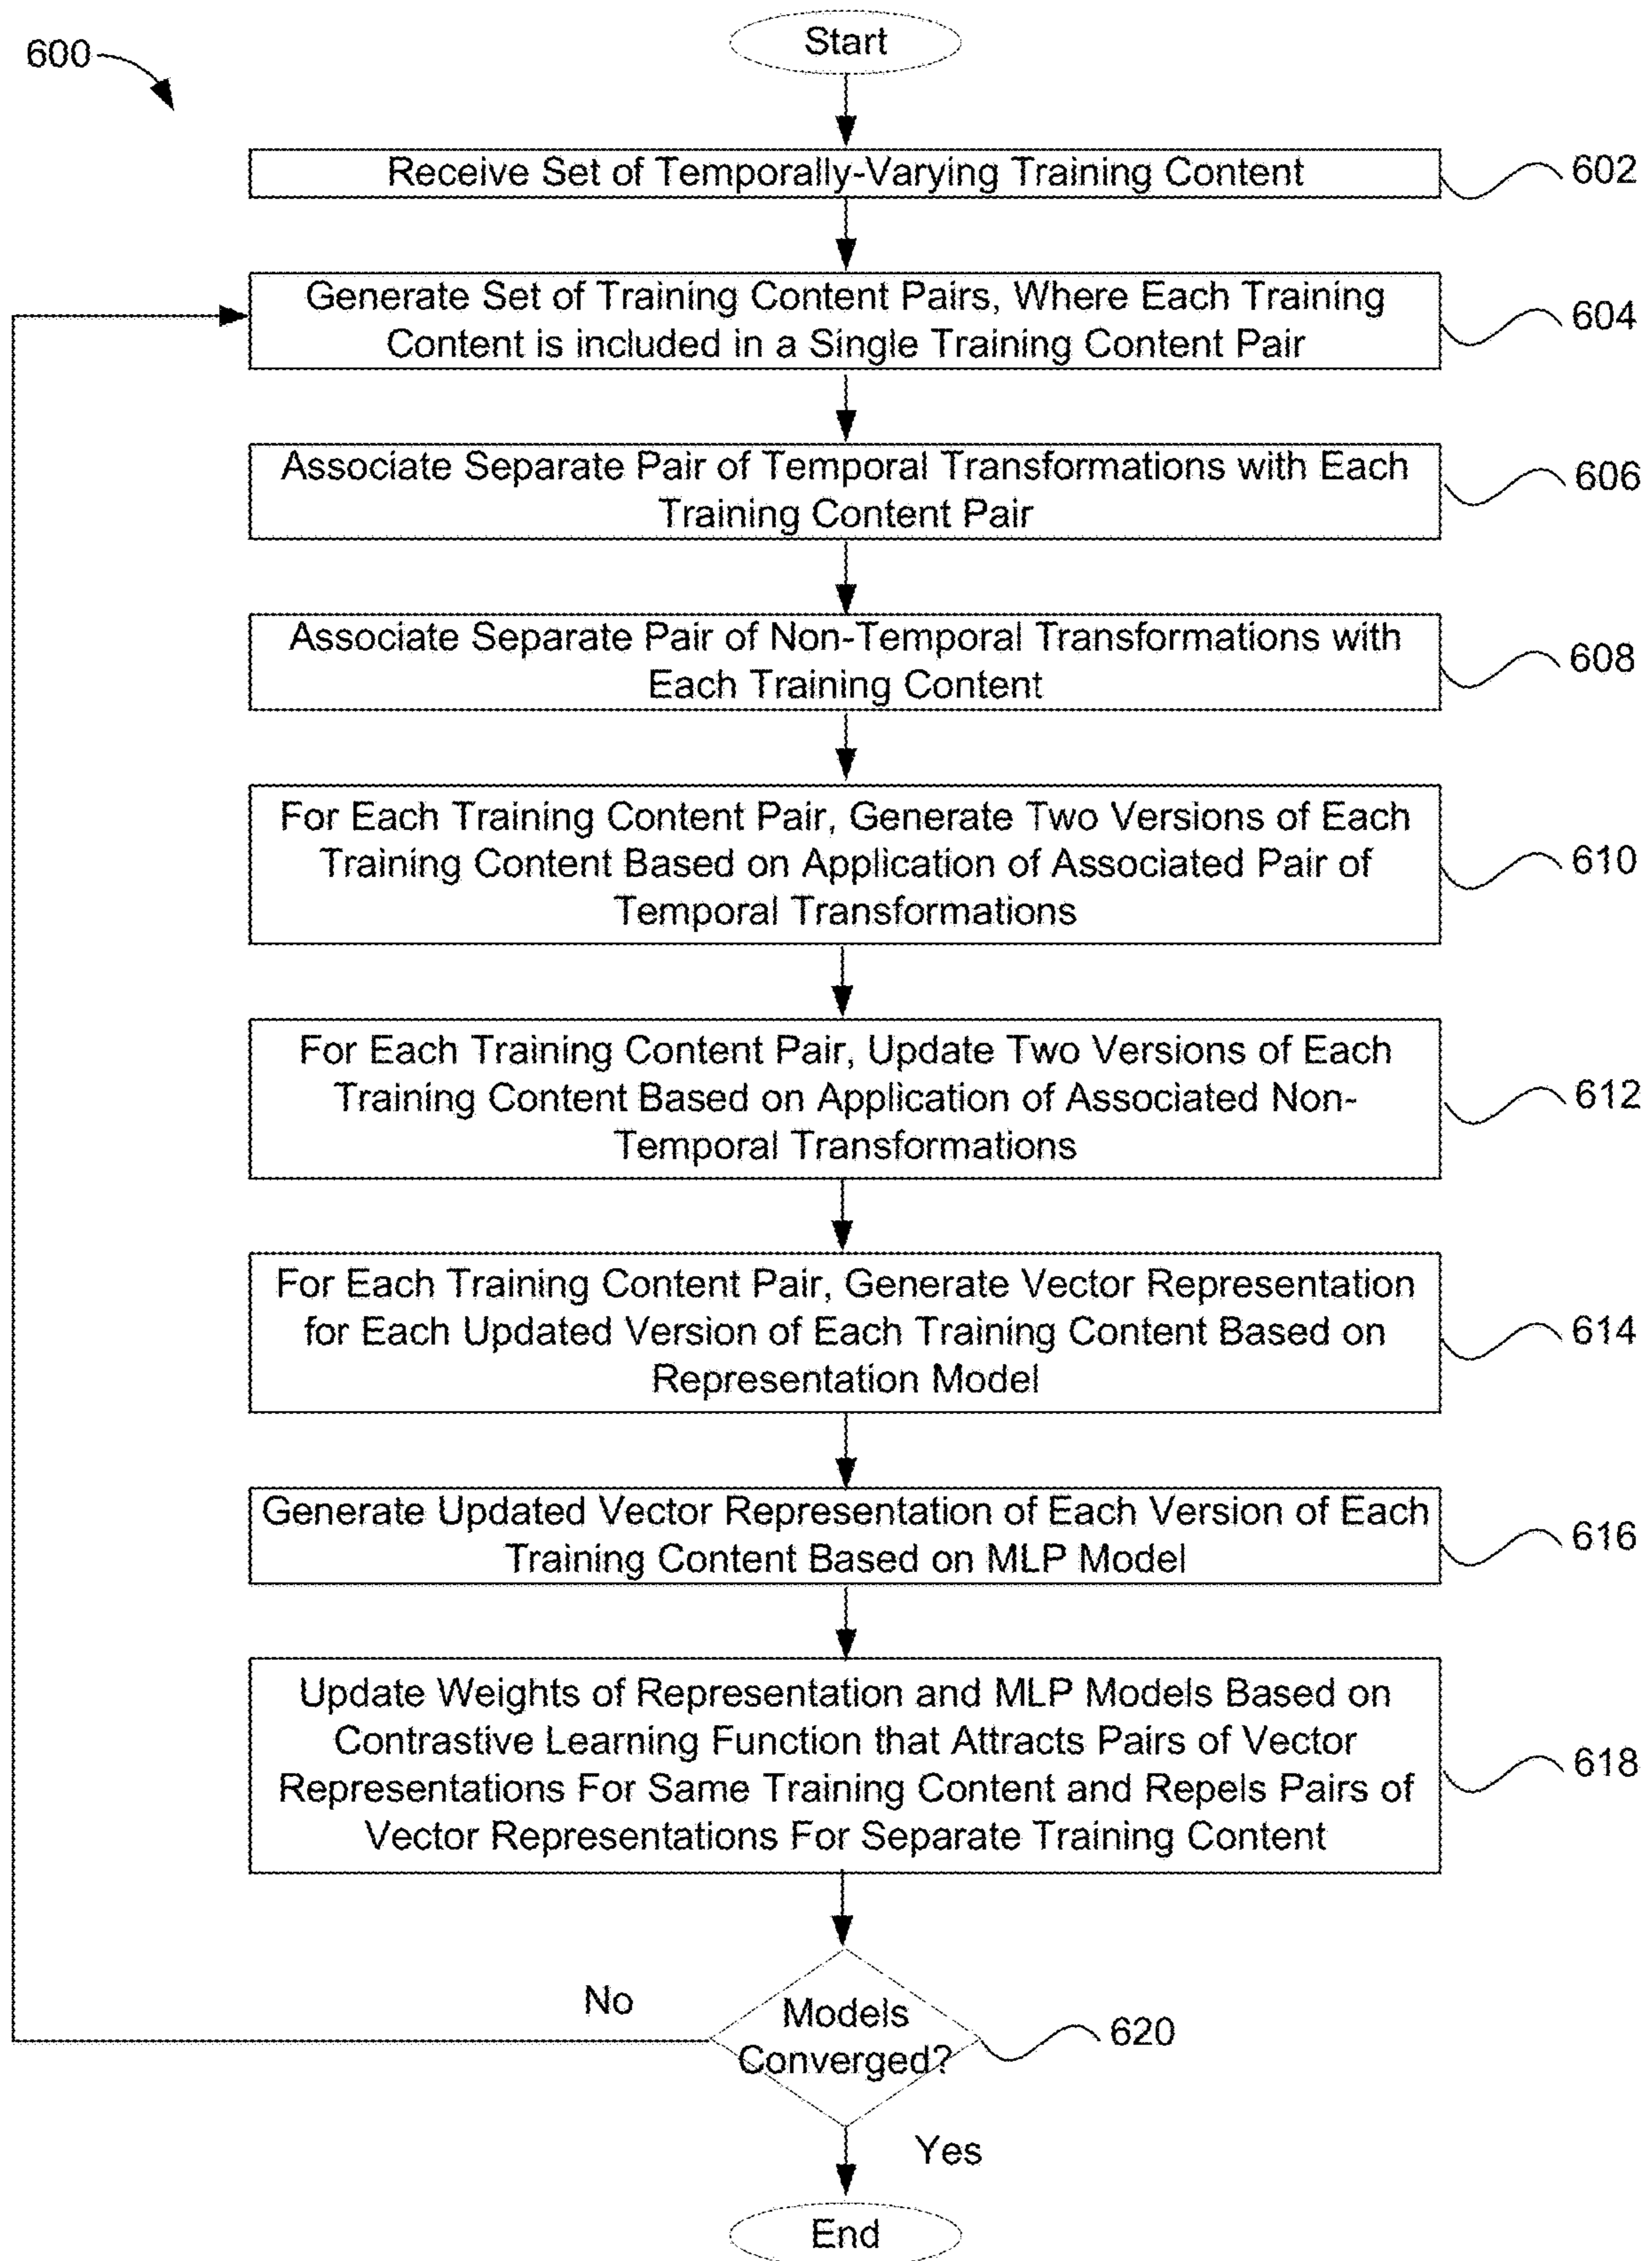 Start
600
Receive Set of Temporally-Varying Training Content
602
Generate Set of Training Content Pairs, Where Each Training
Content is included in a Single Training Content Pair
604
Associate Separate Pair of Temporal Transformations with Each
Training Content Pair
606
Associate Separate Pair of Non-Temporal Transformations with
Each Training Content
608
For Each Training Content Pair, Generate Two Versions of Each
Training Content Based on Application of Associated Pair of
Temporal Transformations
610
For Each Training Content Pair, Update Two Versions of Each
Training Content Based on Application of Associated Non-
Temporal Transformations
612
For Each Training Content Pair, Generate Vector Representation
for Each Updated Version of Each Training Content Based on
Representation Model
614
Generate Updated Vector Representation of Each Version of Each
Training Content Based on MLP Model
616
Update Weights of Representation and MLP Models Based on
Contrastive Learning Function that Attracts Pairs of Vector
Representations For Same Training Content and Repels Pairs of
Vector Representations For Separate Training Content
618
No
Models
Converged?
620
Yes
End